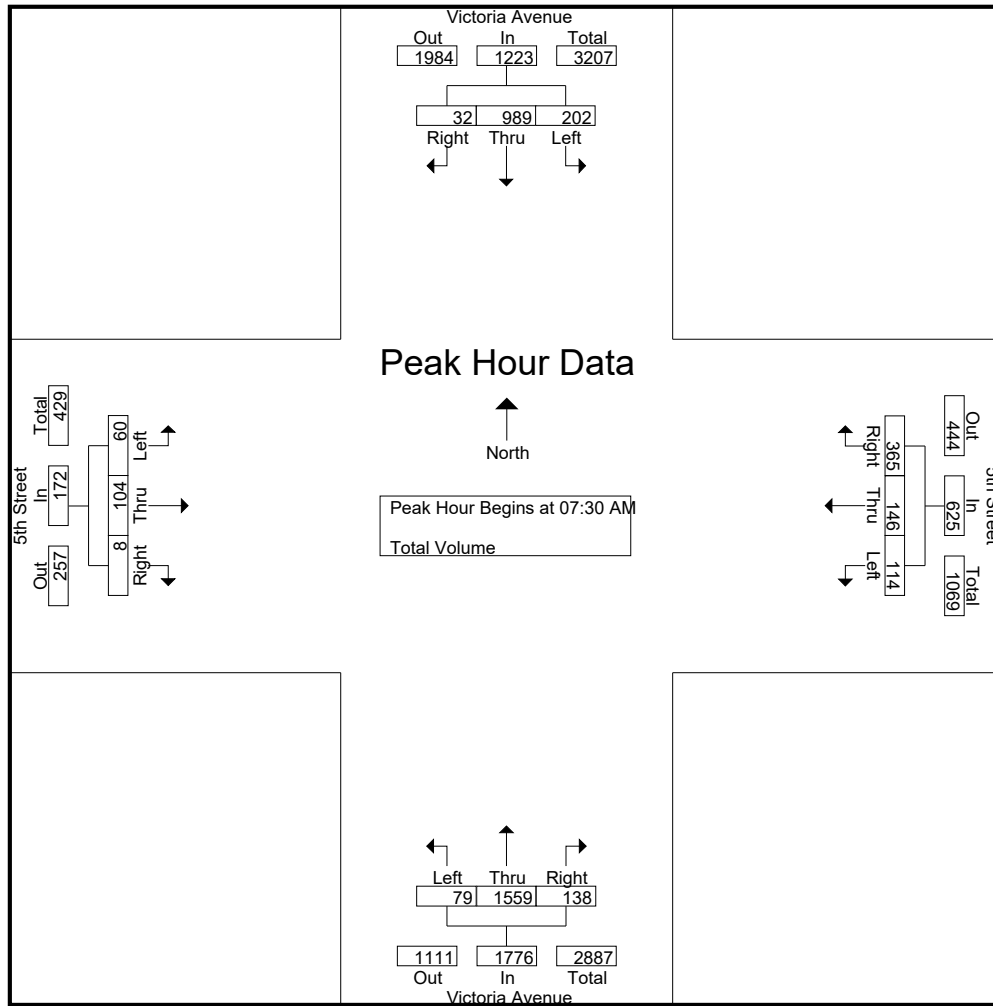 Victoria Avenue
Out In Total
1984 1223 3207
32 989 202
Right Thru Left
Peak Hour Data
North
Peak Hour Begins at 07:30 AM
Total Volume
5th Street
Total In Out
429 172 257
60 104 8
Left Thru Right
5th Street
Out In Total
444 625 1069
365 146 114
Right Thru Left
Left Thru Right
79 1559 138
1111 1776 2887
Out In Total
Victoria Avenue